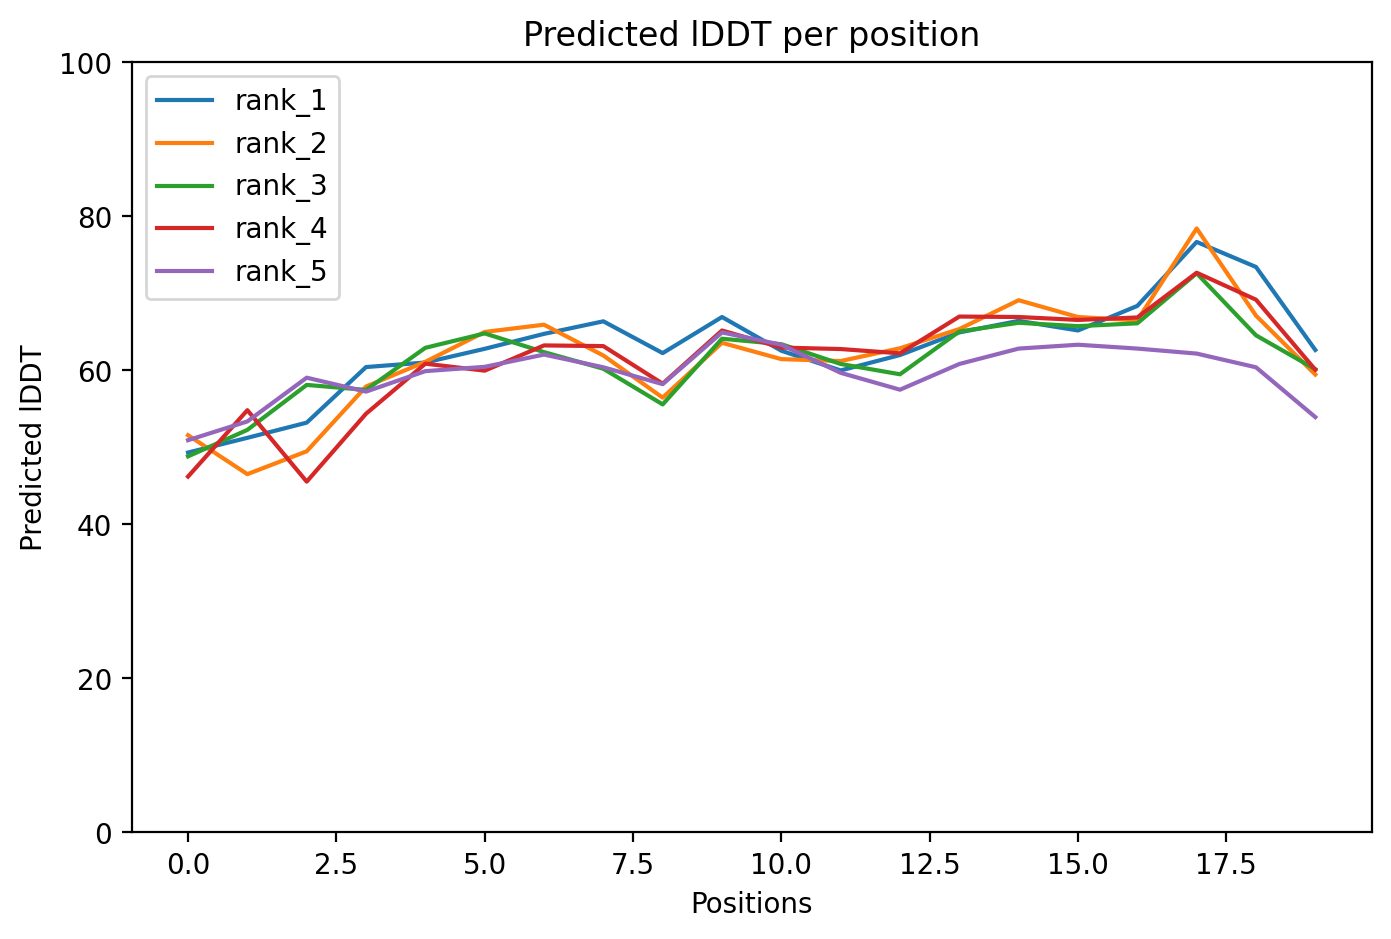 Predicted lDDT per position
100
80
60
40
20
0
Predicted lDDT
rank_1
rank_2
rank_3
rank_4
rank_5
0.0 2.5 5.0 7.5 10.0 12.5 15.0 17.5
Positions